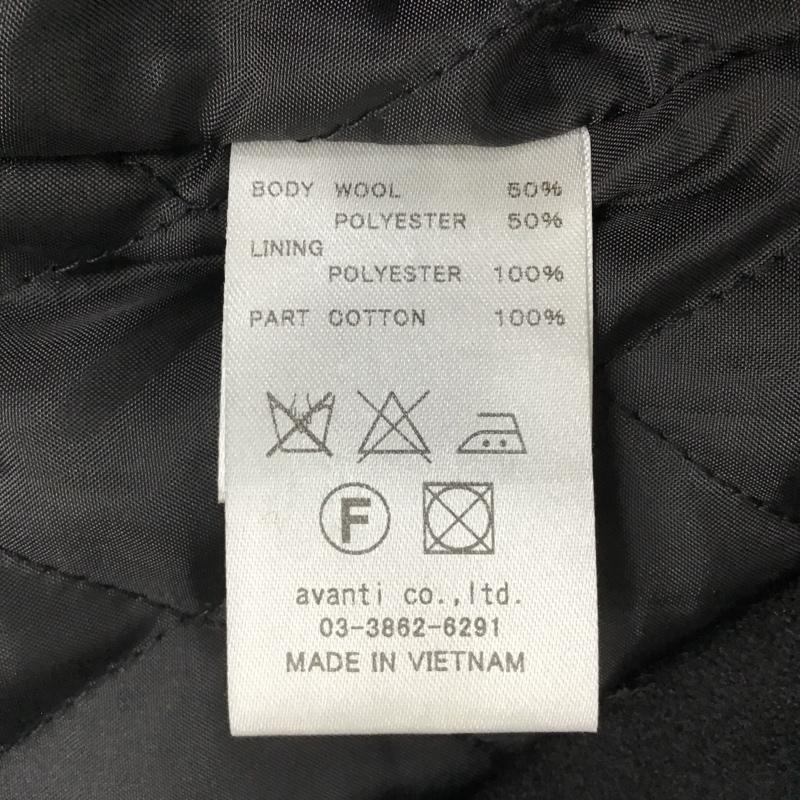 BODY WOOL 50%
POLYESTER 50%
LINING
POLYESTER 100%
PART COTTON 100%
F
avanti co.,ltd.
03-3862-6291
MADE IN VIETNAM